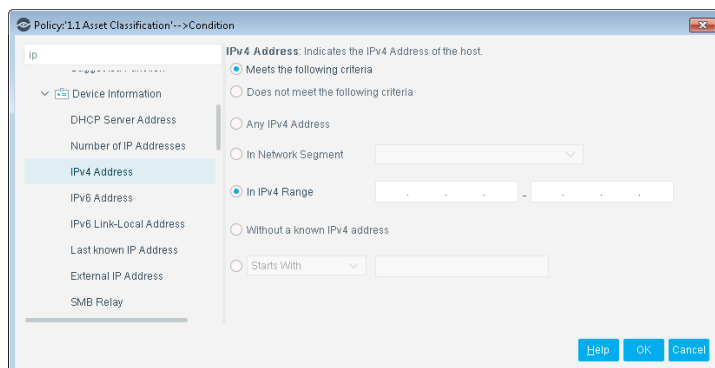 Policy:'1.1 Asset Classification'-->Condition
ip
IPv4 Address: Indicates the IPv4 Address of the host.
Meets the following criteria
Device Information
Does not meet the following criteria
DHCP Server Address
Any IPv4 Address
Number of IP Addresses
In Network Segment
IPv4 Address
In IPv4 Range . . . - . . .
IPv6 Address
IPv6 Link-Local Address
Without a known IPv4 address
Last known IP Address
Starts With
External IP Address
SMB Relay
Help OK Cancel